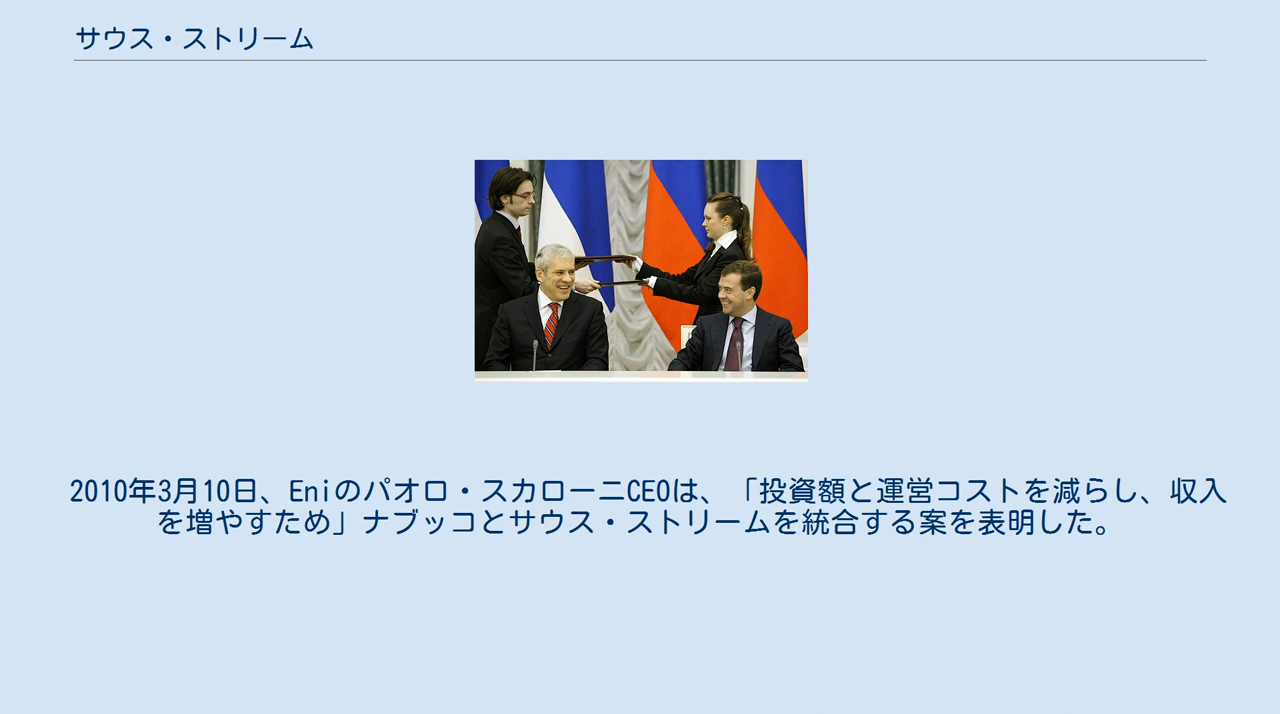 サウス・ストリーム
2010年3月10日、Eniのパオロ・スカローニCEOは、「投資額と運営コストを減らし、収入
を増やすため」ナブッコとサウス・ストリームを統合する案を表明した。